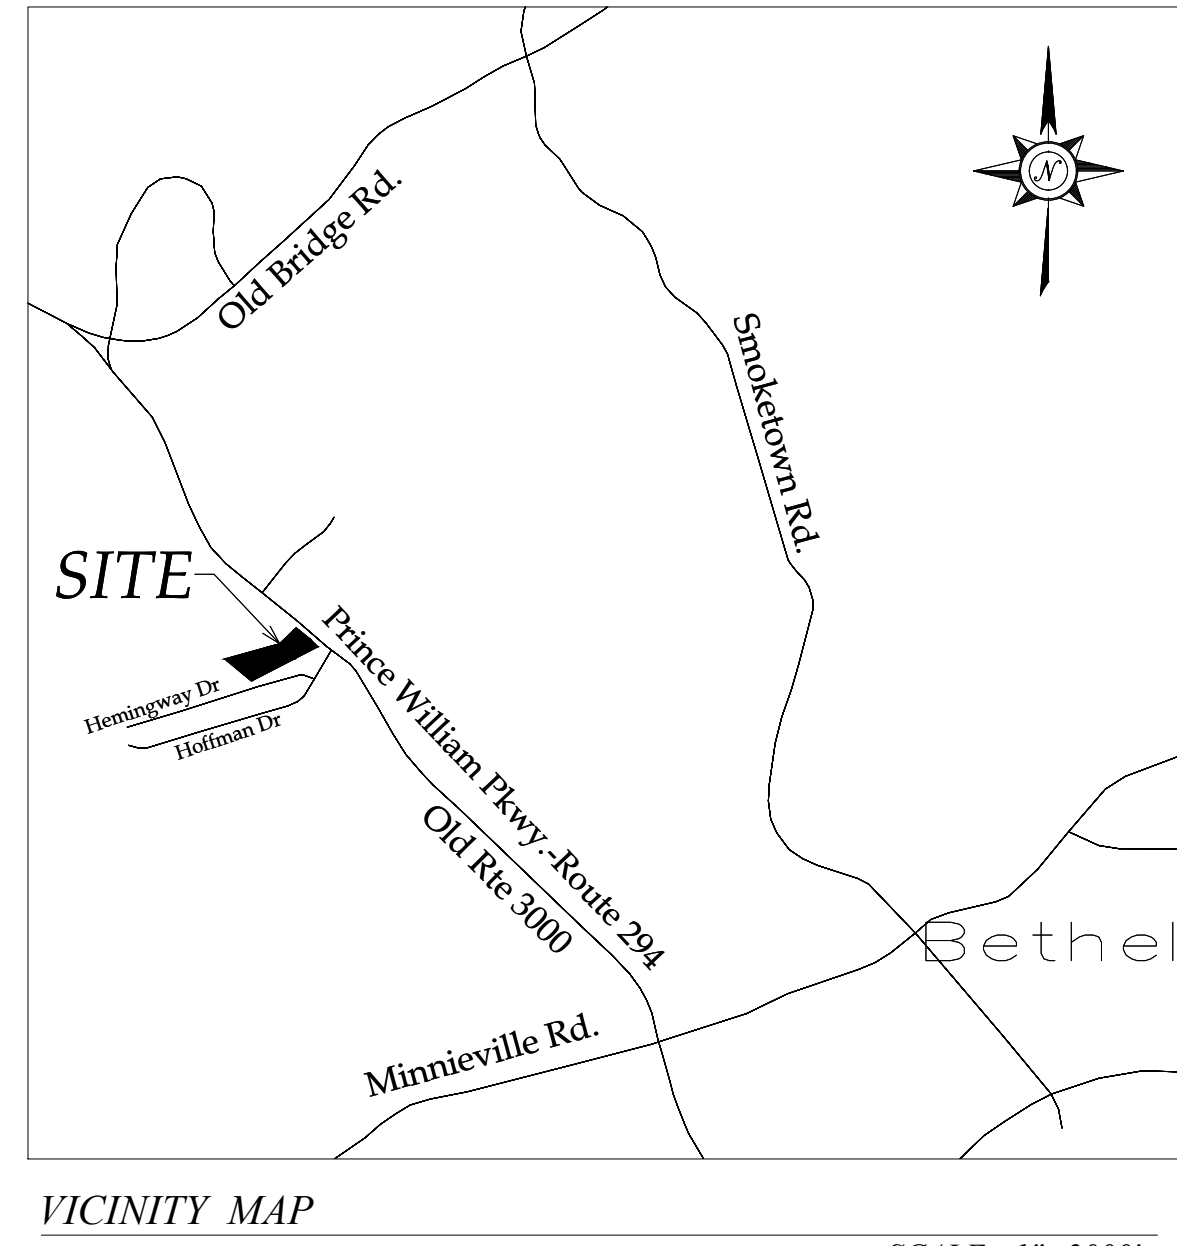 N
Old Bridge Rd.
Smoketown Rd.
SITE
Prince William Pkwy.-Route 294
Hemingway Dr
Hoffman Dr
Old Rte 3000
Bethel
Minnieville Rd.
VICINITY MAP